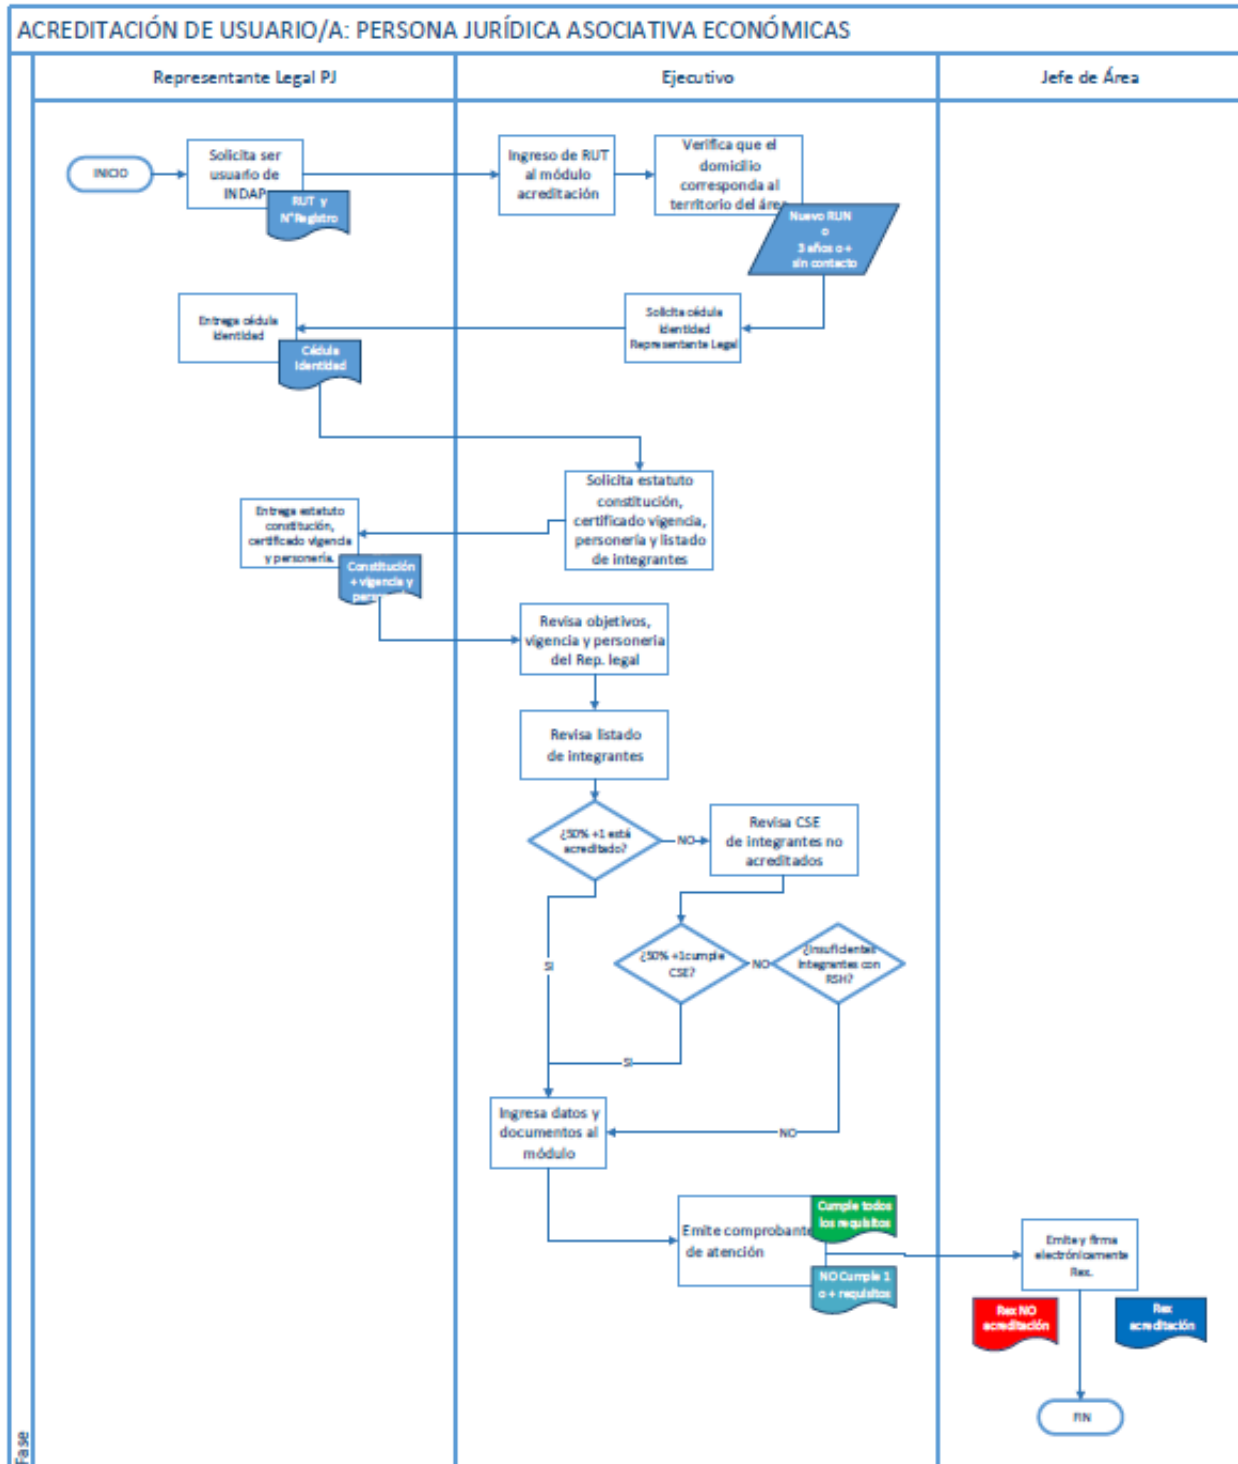 ACREDITACIÓN DE USUARIO/A: PERSONA JURÍDICA ASOCIATIVA ECONÓMICAS
Representante Legal PJ
Ejecutivo
Jefe de Área
INICIO
Solicita ser
usuario de
INDAP
RUT y
N°Registro
Ingreso de RUT
al módulo
acreditación
Verifica que el
domicilio
corresponda al
territorio del área
Nuevo RUN
o
3 años o +
sin contacto
Solicita cédula
identidad
Representante Legal
Entrega cédula
identidad
Cédula
Identidad
Solicita estatuto
constitución,
certificado vigencia,
personería y listado
de integrantes
Entrega estatuto
constitución,
certificado vigencia
y personería.
Constitución
+ vigencia y
Revisa objetivos,
vigencia y personería
del Rep. legal
Revisa listado
de integrantes
¿50% +1 está
acreditado?
NO
Revisa CSE
de integrantes no
acreditados
¿50% +1cumple
CSE?
NO
¿Insuficientes
integrantes con
RSH?
SI
SI
NO
Ingresa datos y
documentos al
módulo
Emite comprobante
de atención
Cumple todos
los requisitos
NO Cumple 1
o + requisitos
Emite y firma
electrónicamente
Rex.
Rex NO
acreditación
Rex
acreditación
FIN
Fase